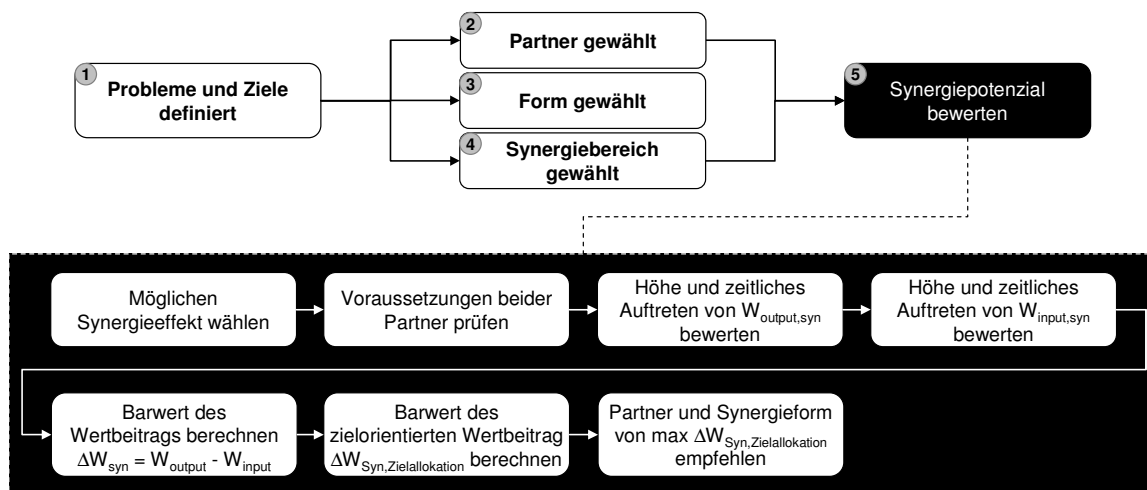 1
Probleme und Ziele
definiert
2
Partner gewählt
3
Form gewählt
4
Synergiebereich
gewählt
5
Synergiepotenzial
bewerten
Möglichen
Synergieeffekt wählen
Voraussetzungen beider
Partner prüfen
Höhe und zeitliches
Auftreten von Woutput,syn
bewerten
Höhe und zeitliches
Auftreten von Winput,syn
bewerten
Barwert des
Wertbeitrags berechnen
ΔWsyn = Woutput - Winput
Barwert des
zielorientierten Wertbeitrag
ΔWSyn,Zielallokation berechnen
Partner und Synergieform
von max ΔWSyn,Zielallokation
empfehlen